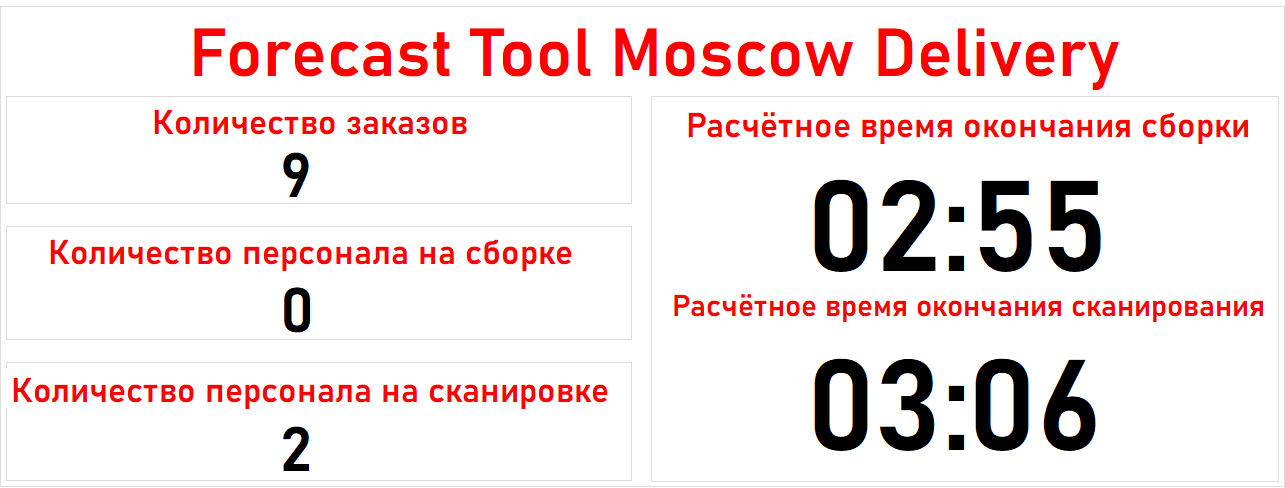 Forecast Tool Moscow Delivery
Количество заказов
9
Количество персонала на сборке
0
Количество персонала на сканировке
2
Расчётное время окончания сборки
02:55
Расчётное время окончания сканирования
03:06